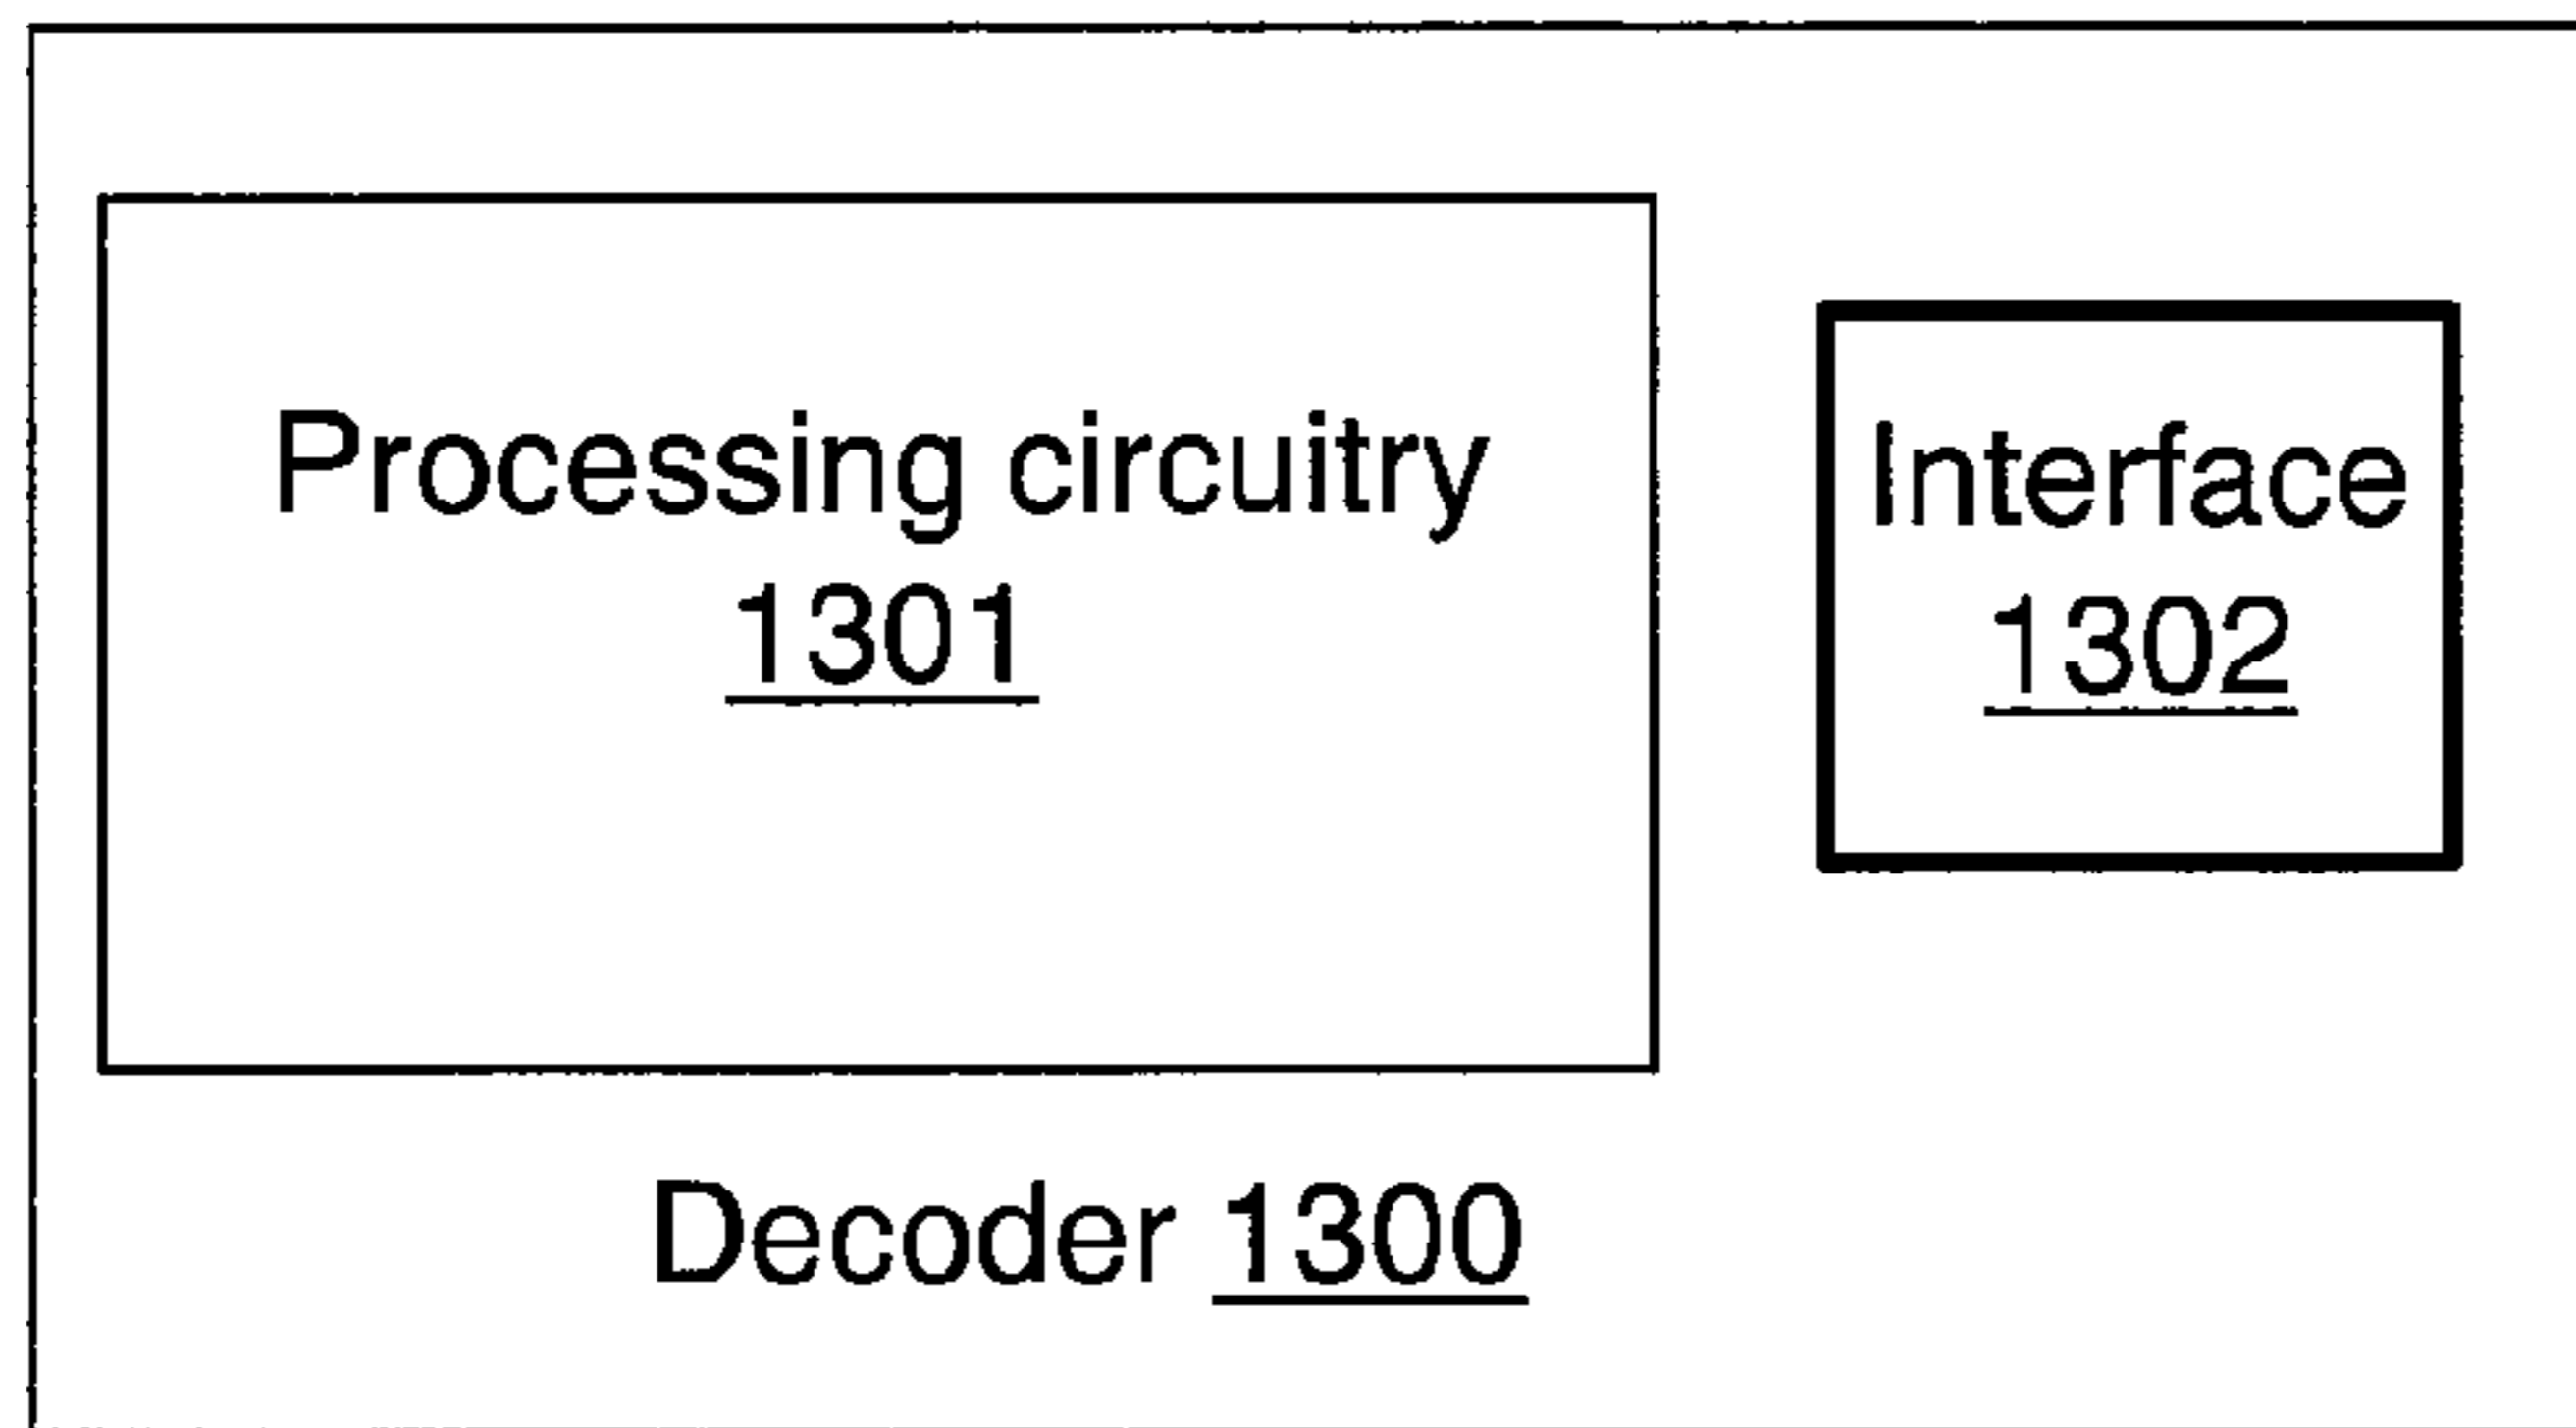 Processing circuitry
1301
Interface
1302
Decoder 1300